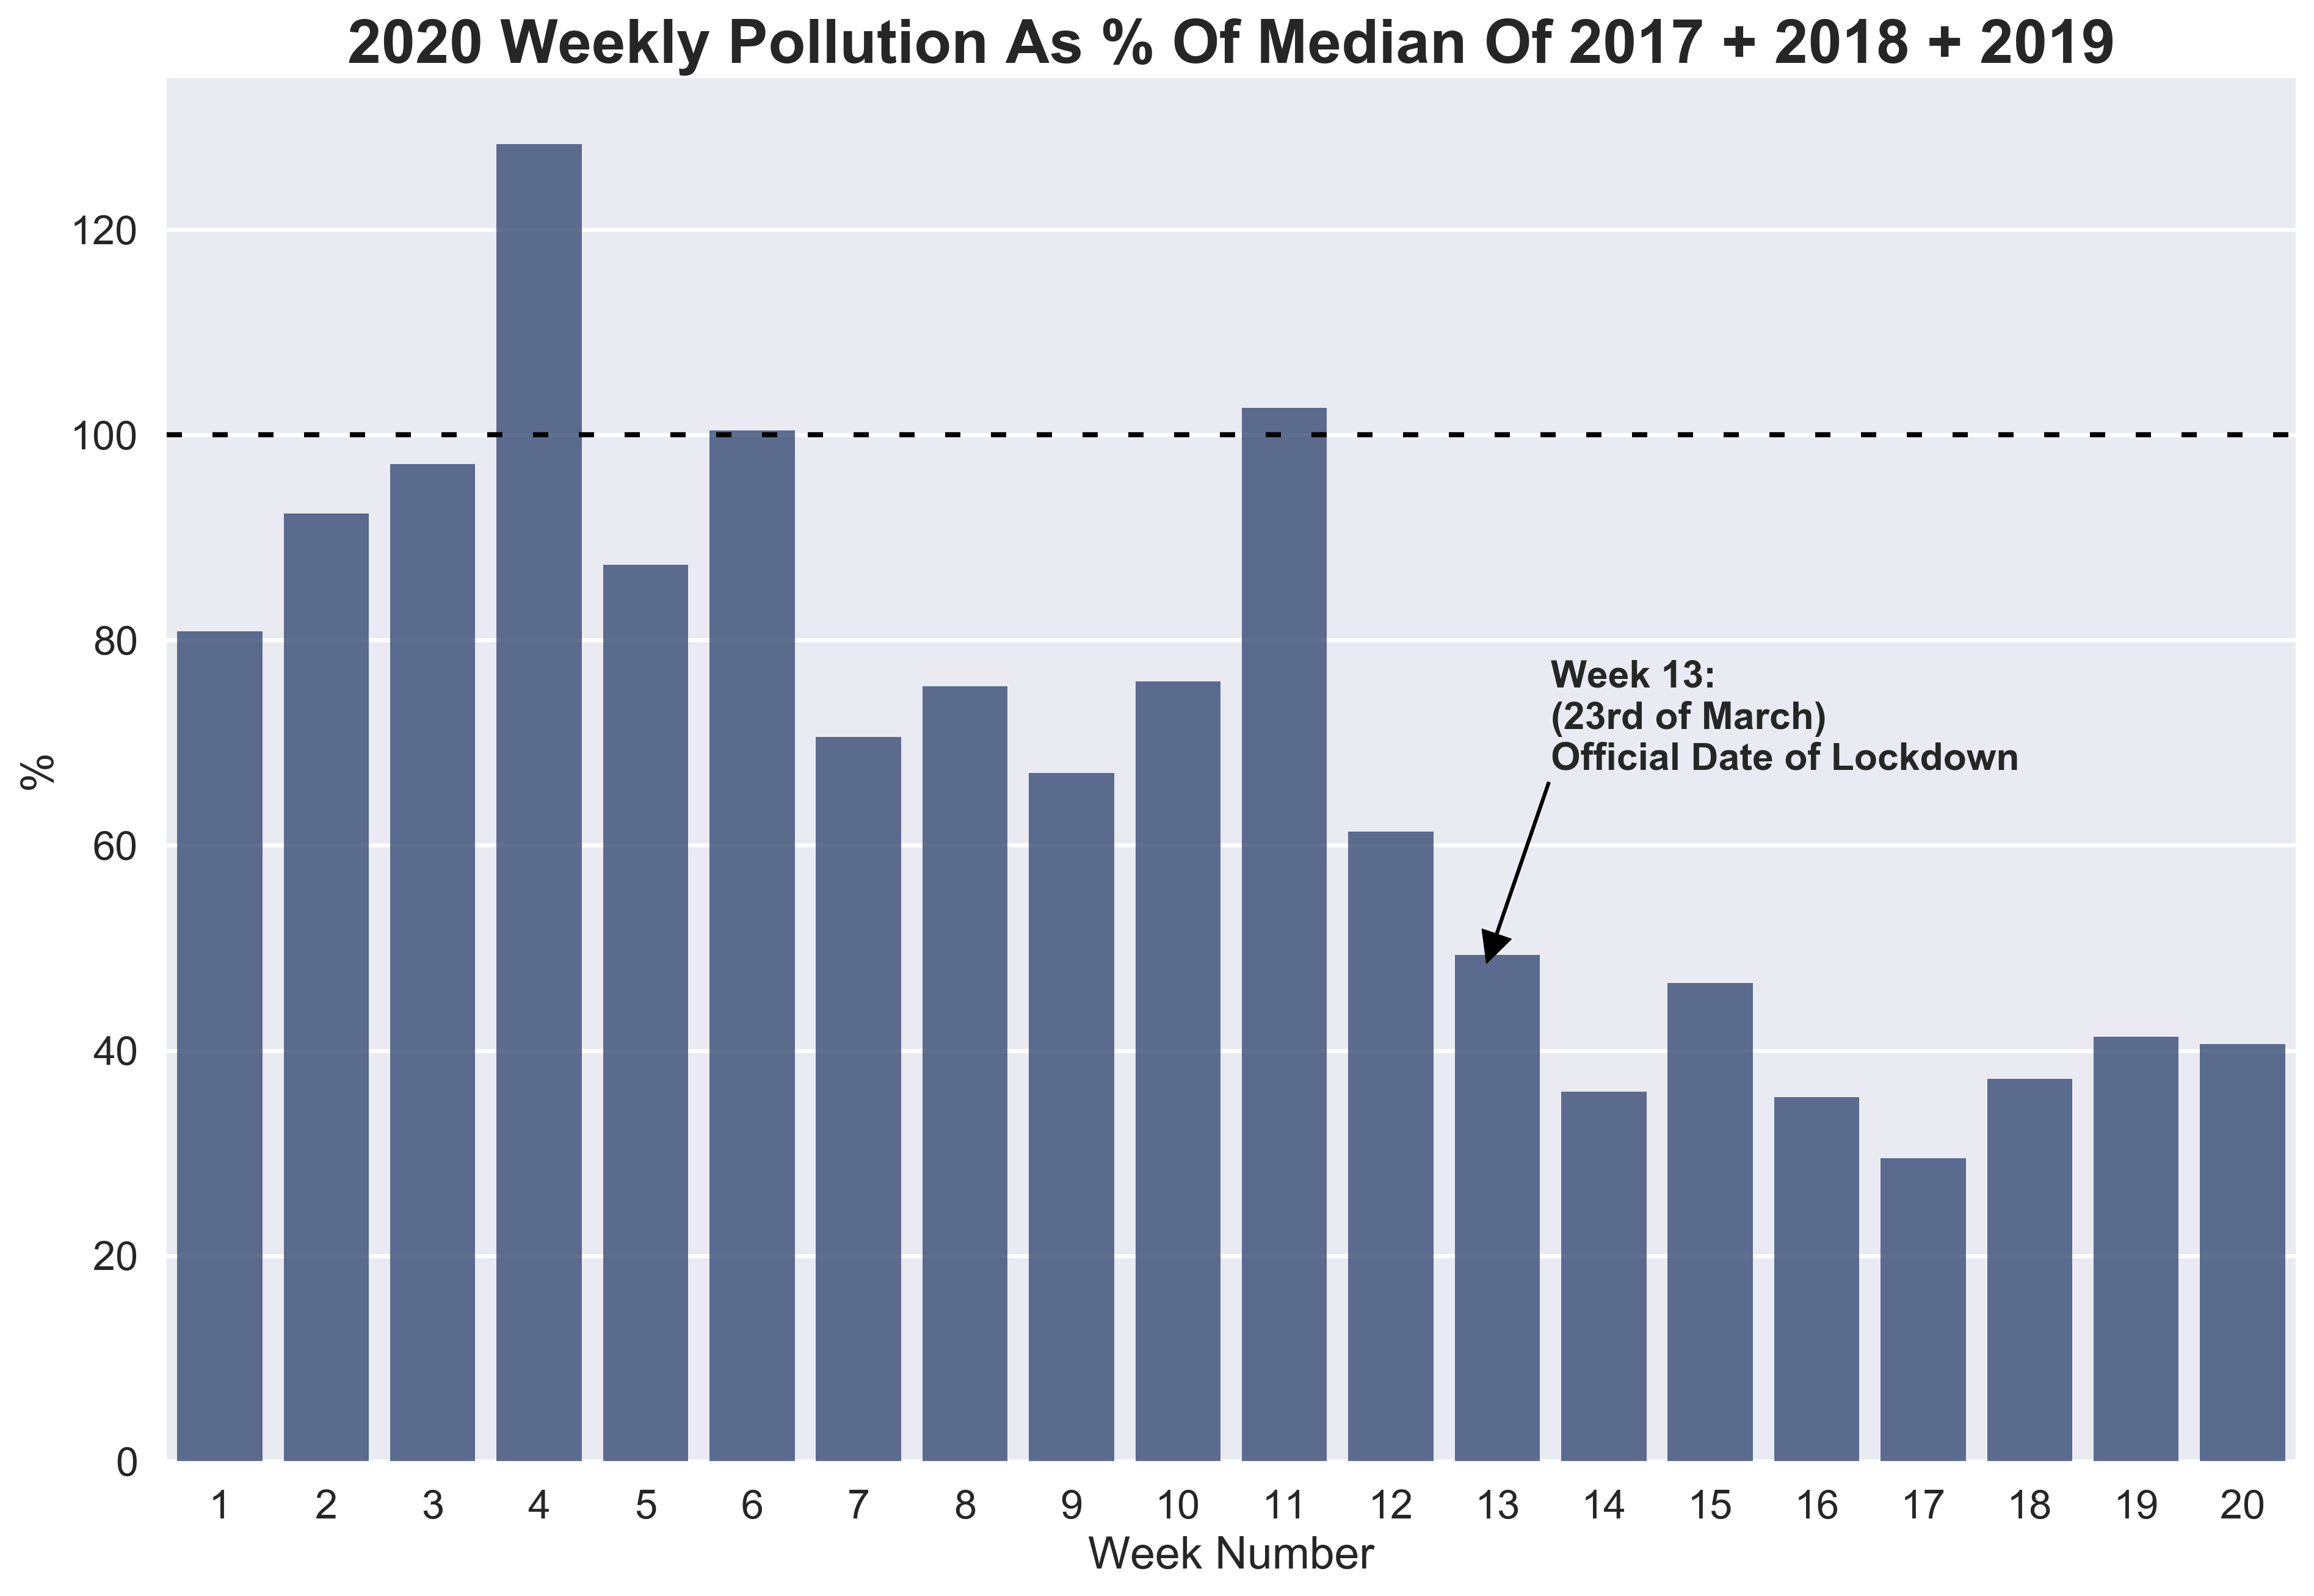 2020 Weekly Pollution As % Of Median Of 2017 + 2018 + 2019
120
100
80
60
40
20
0
%
Week 13:
(23rd of March)
Official Date of Lockdown
1 2 3 4 5 6 7 8 9 10 11 12 13 14 15 16 17 18 19 20
Week Number